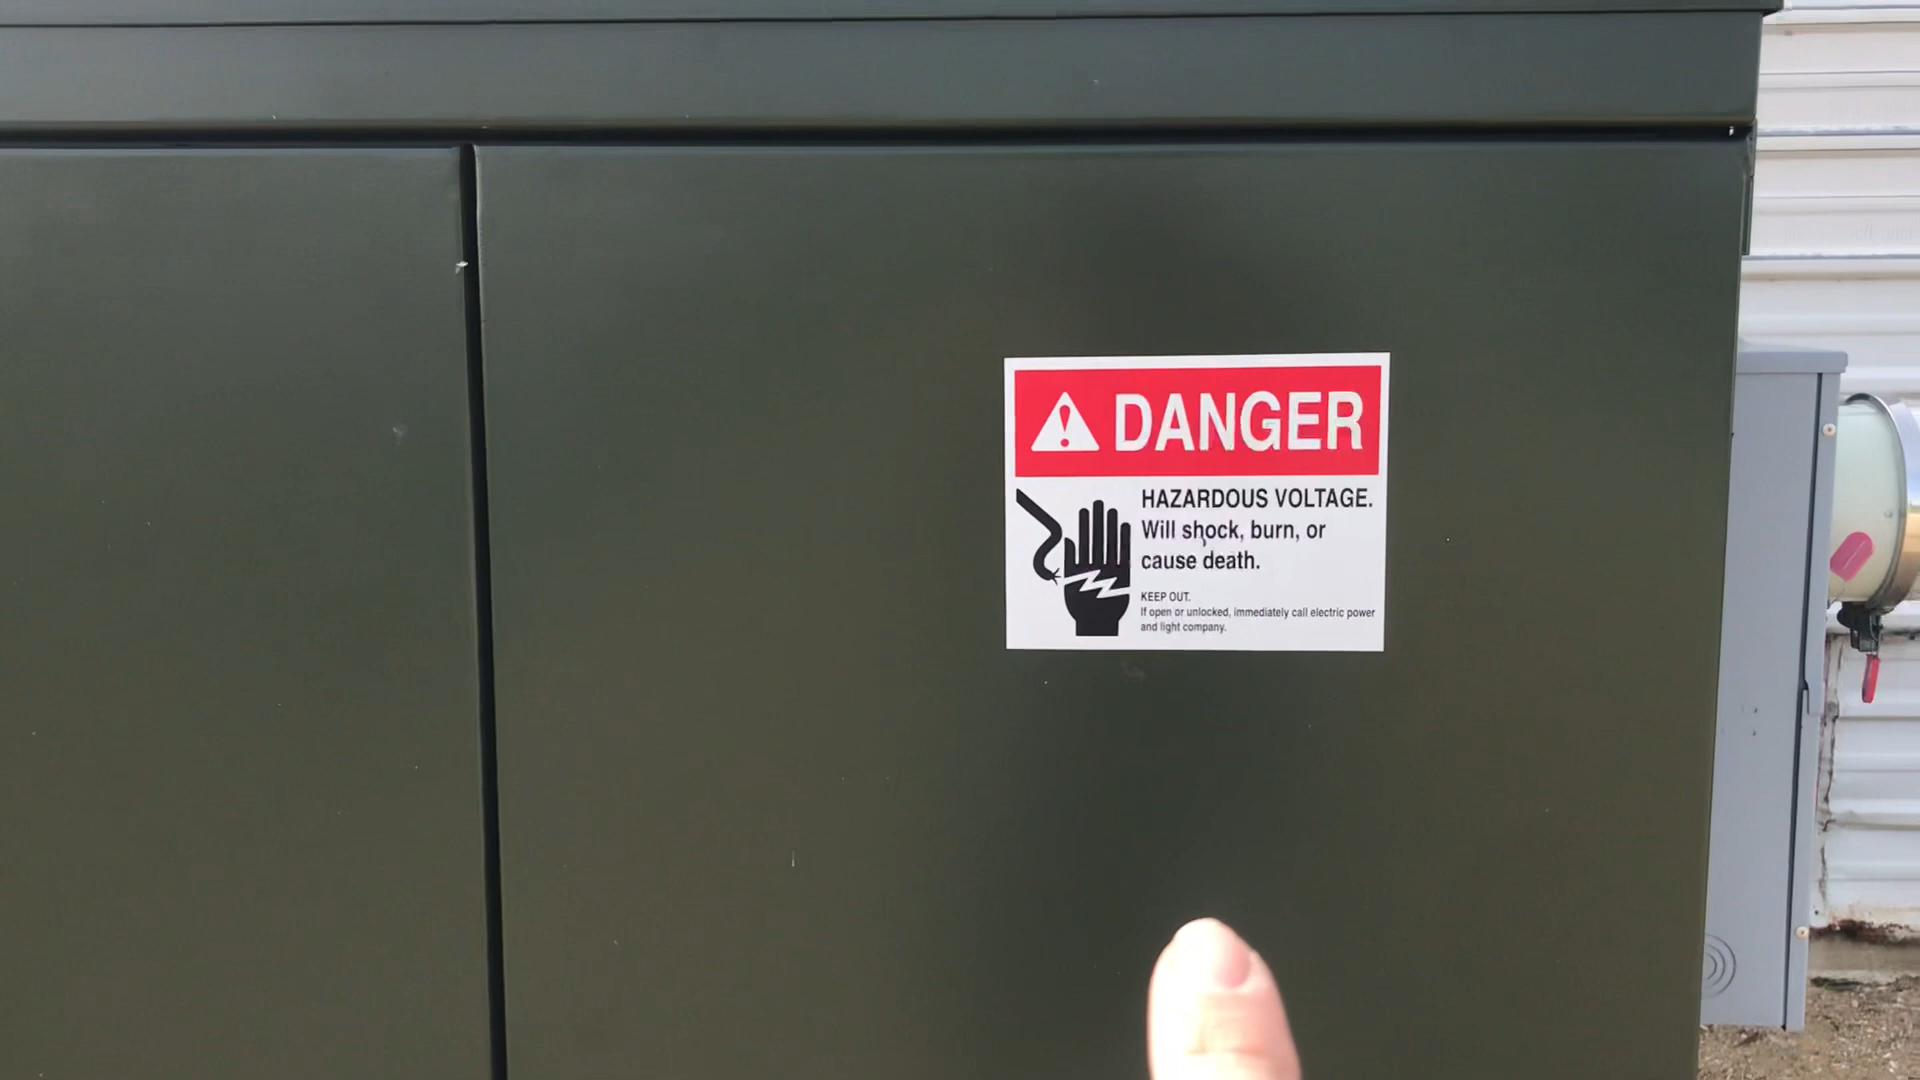 DANGER
HAZARDOUS VOLTAGE.
Will shock, burn, or
cause death.
KEEP OUT.
If open or unlocked, immediately call electric power
and light company.